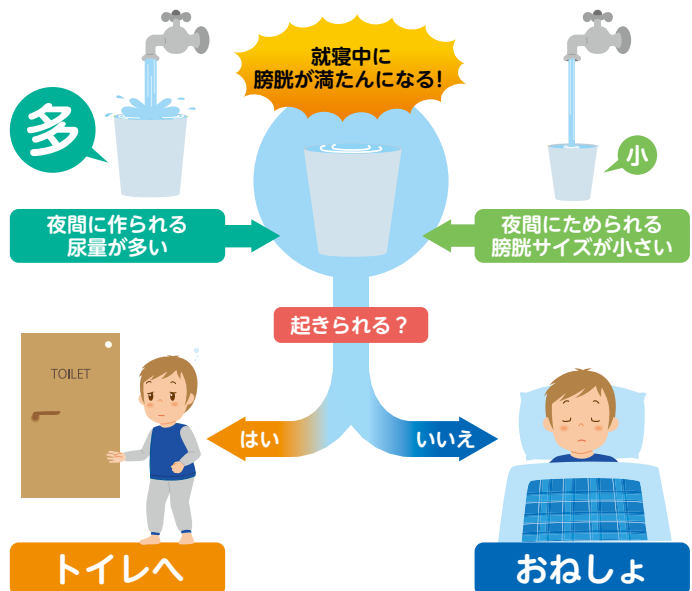 就寝中に
膀胱が満たんになる!
多
小
夜間に作られる
尿量が多い
夜間にためられる
膀胱サイズが小さい
起きられる？
TOILET
はい
いいえ
トイレへ
おねしょ